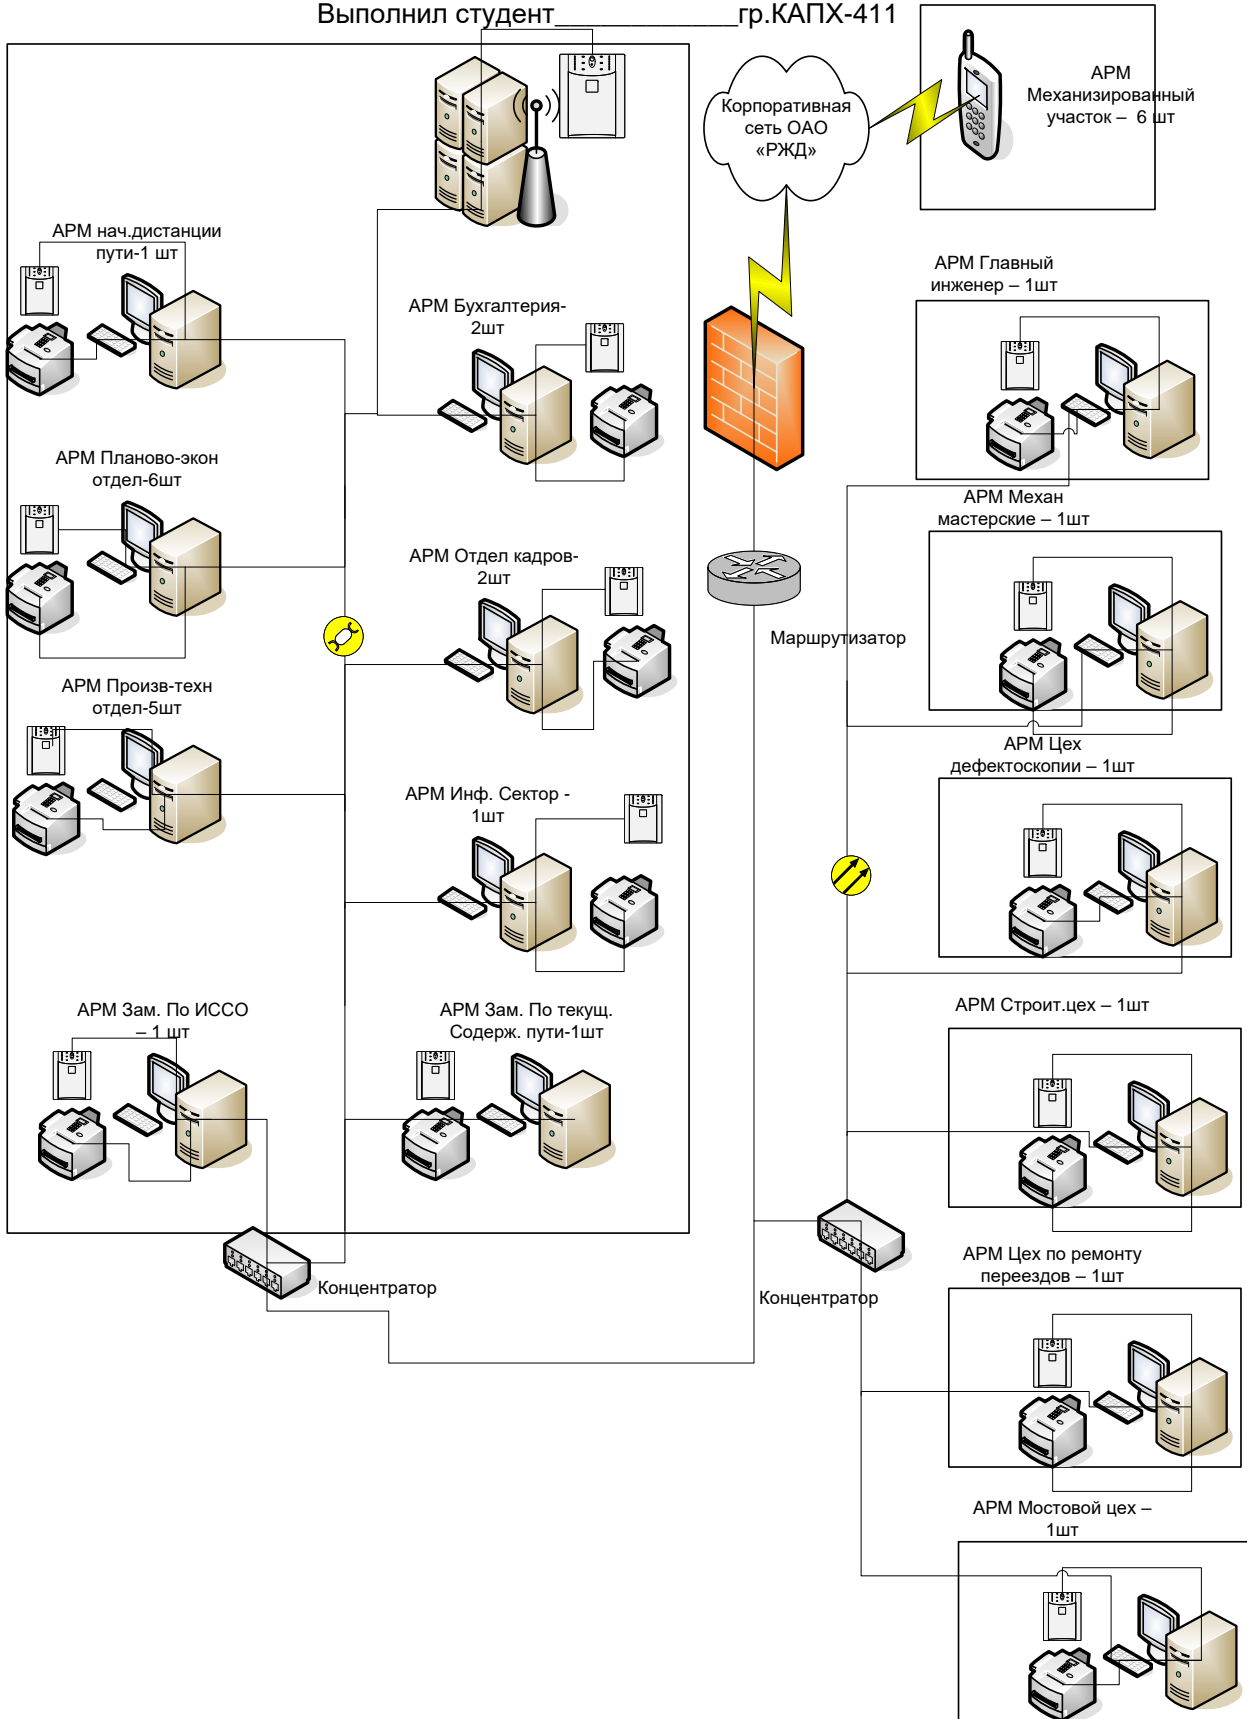 Выполнил студент____________гр.КАПХ-411
Корпоративная
сеть ОАО
«РЖД»
АРМ
Механизированный
участок –  6 шт
АРМ нач.дистанции
пути-1 шт
АРМ Бухгалтерия-
2шт
АРМ Главный
инженер – 1шт
АРМ Планово-экон
отдел-6шт
АРМ Механ
мастерские – 1шт
АРМ Отдел кадров-
2шт
Маршрутизатор
АРМ Произв-техн
отдел-5шт
АРМ Цех
дефектоскопии – 1шт
АРМ Инф. Сектор -
1шт
АРМ Зам. По ИССО
– 1 шт
АРМ Зам. По текущ.
Содерж. пути-1шт
АРМ Строит.цех – 1шт
Концентратор
Концентратор
АРМ Цех по ремонту
переездов – 1шт
АРМ Мостовой цех –
1шт